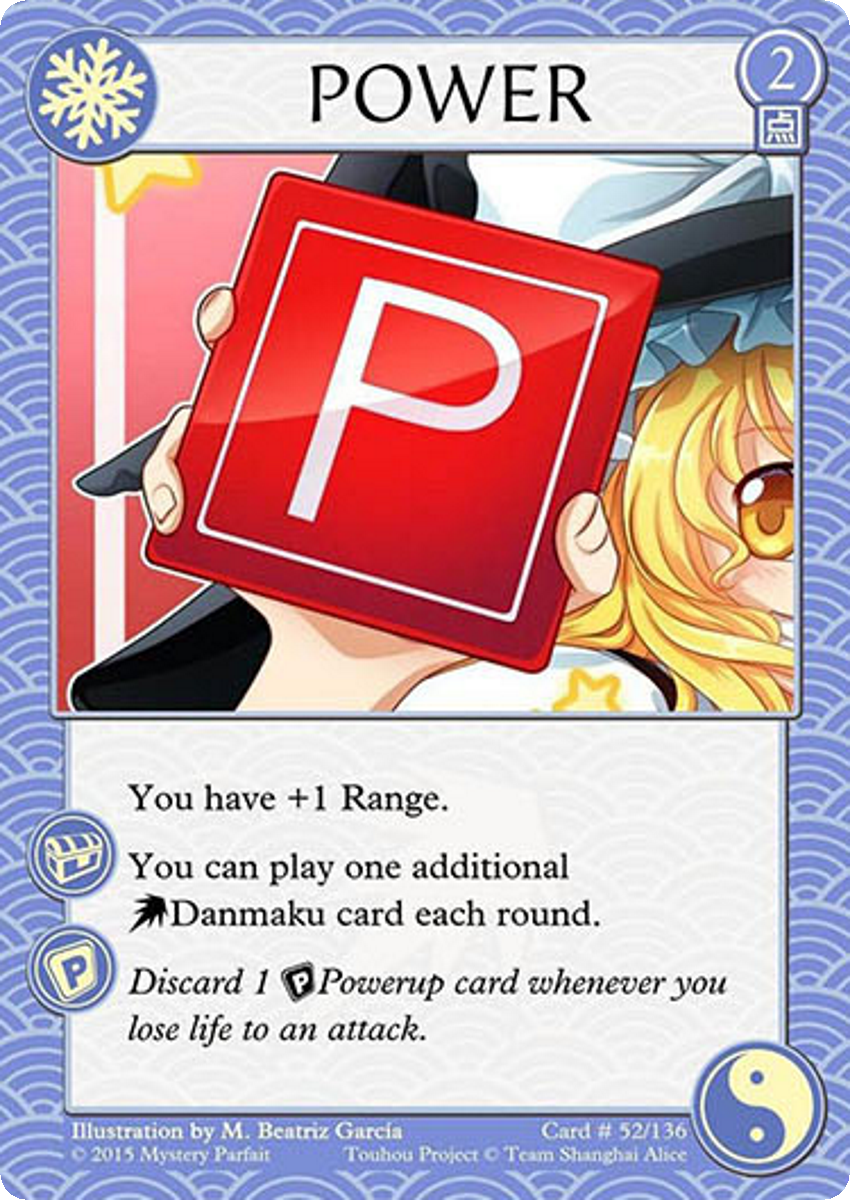 POWER
2
点
P
You have +1 Range.
You can play one additional
Danmaku card each round.
P
Discard 1 P Powerup card whenever you
lose life to an attack.
Illustration by M. Beatriz García
Card # 52/136
© 2015 Mystery Parfait
Touhou Project © Team Shanghai Alice